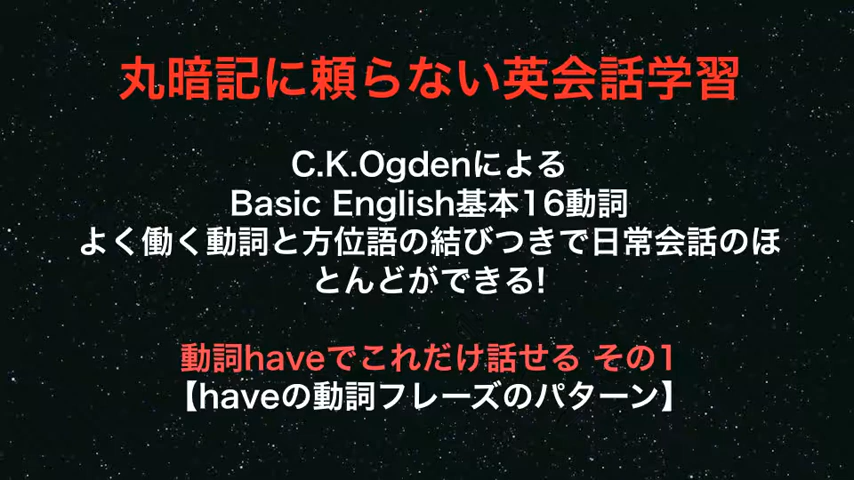 丸暗記に頼らない英会話学習
C.K.Ogdenによる
Basic English基本16動詞
よく働く動詞と方位語の結びつきで日常会話のほ
とんどができる!
動詞haveでこれだけ話せる その1
【haveの動詞フレーズのパターン】